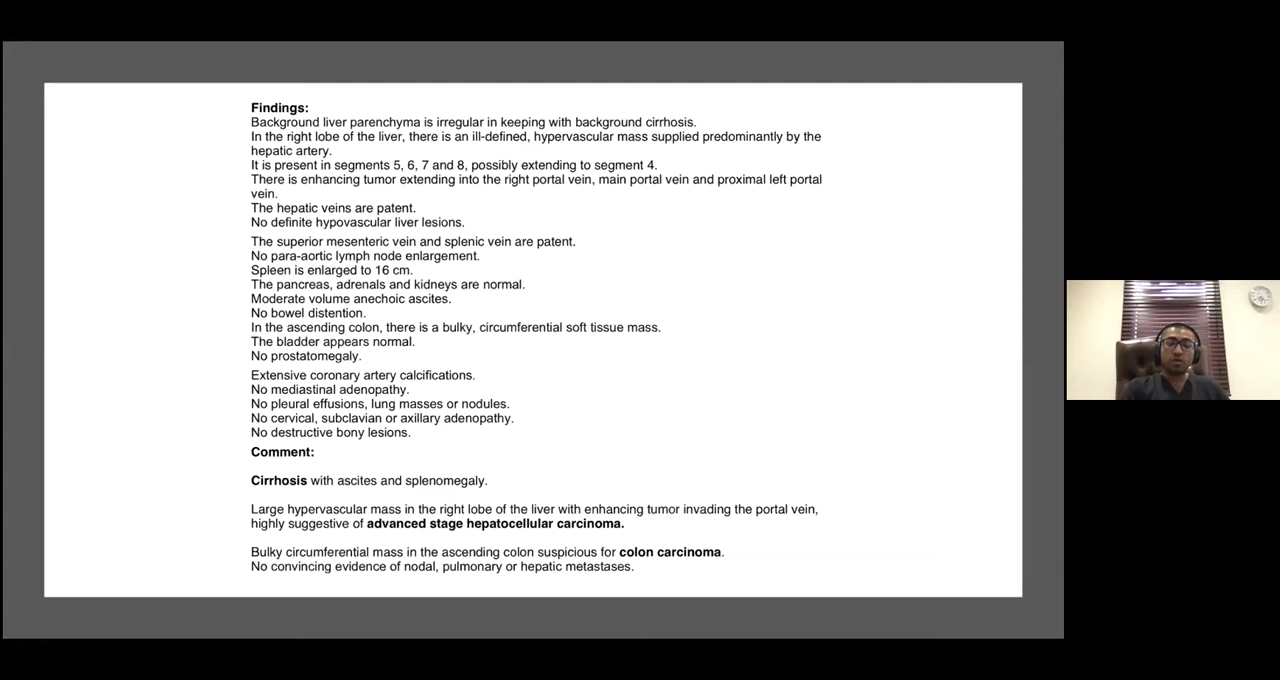 Findings:
Background liver parenchyma is irregular in keeping with background cirrhosis.
In the right lobe of the liver, there is an ill-defined, hypervascular mass supplied predominantly by the
hepatic artery.
It is present in segments 5, 6, 7 and 8, possibly extending to segment 4.
There is enhancing tumor extending into the right portal vein, main portal vein and proximal left portal
vein.
The hepatic veins are patent.
No definite hypovascular liver lesions.
The superior mesenteric vein and splenic vein are patent.
No para-aortic lymph node enlargement.
Spleen is enlarged to 16 cm.
The pancreas, adrenals and kidneys are normal.
Moderate volume anechoic ascites.
No bowel distention.
In the ascending colon, there is a bulky, circumferential soft tissue mass.
The bladder appears normal.
No prostatomegaly.
Extensive coronary artery calcifications.
No mediastinal adenopathy.
No pleural effusions, lung masses or nodules.
No cervical, subclavian or axillary adenopathy.
No destructive bony lesions.
Comment:
Cirrhosis with ascites and splenomegaly.
Large hypervascular mass in the right lobe of the liver with enhancing tumor invading the portal vein,
highly suggestive of advanced stage hepatocellular carcinoma.
Bulky circumferential mass in the ascending colon suspicious for colon carcinoma.
No convincing evidence of nodal, pulmonary or hepatic metastases.